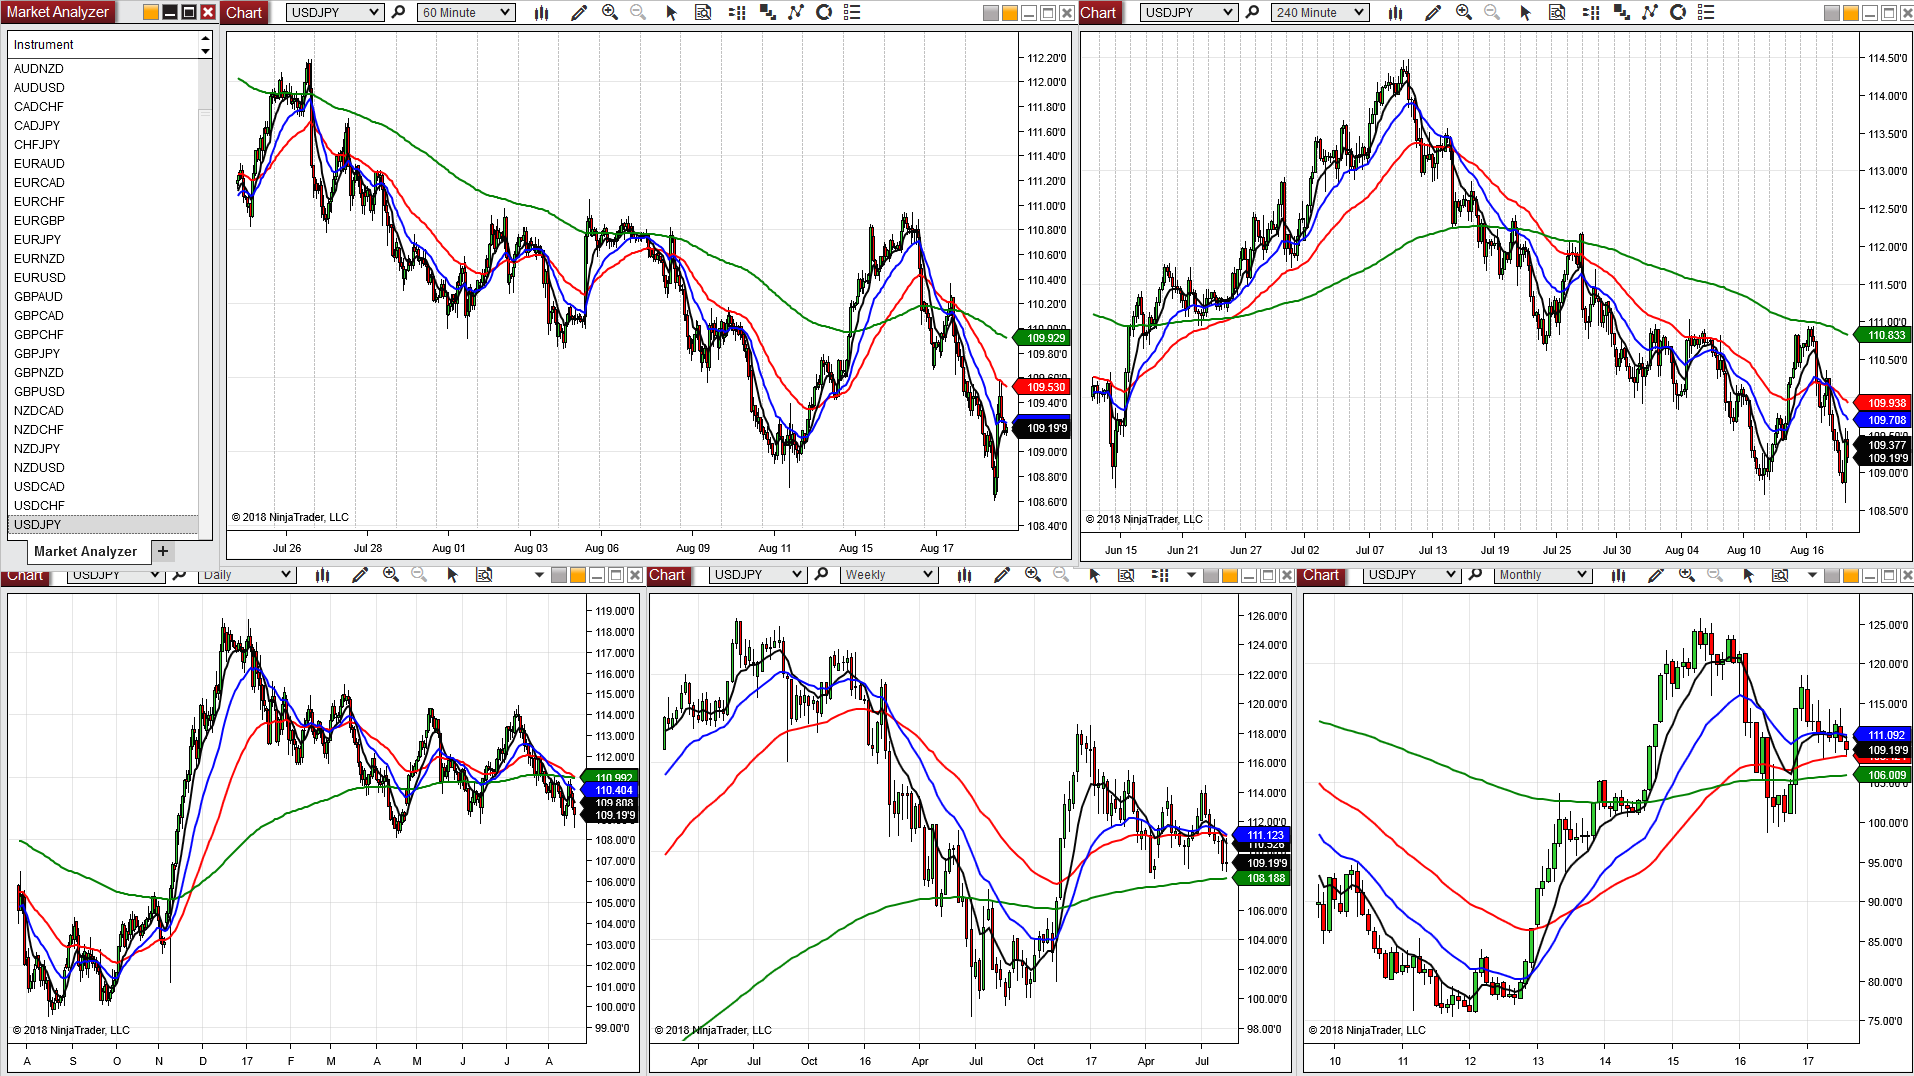 Market Analyzer
Instrument
AUDNZD
AUDUSD
CADCHF
CADJPY
CHFJPY
EURAUD
EURCAD
EURCHF
EURGBP
EURJPY
EURNZD
EURUSD
GBPAUD
GBPCAD
GBPCHF
GBPJPY
GBPNZD
GBPUSD
NZDCAD
NZDCHF
NZDJPY
NZDUSD
USDCAD
USDCHF
USDJPY
Market Analyzer +
Chart USDJPY 60 Minute
112.20'0
112.00'0
111.80'0
111.60'0
111.40'0
111.20'0
111.00'0
110.80'0
110.60'0
110.40'0
110.20'0
109.929
109.80'0
109.530
109.40'0
109.19'9
109.00'0
108.80'0
108.60'0
108.40'0
© 2018 NinjaTrader, LLC
Jul 26 Jul 28 Aug 01 Aug 03 Aug 06 Aug 09 Aug 11 Aug 15 Aug 17
Chart USDJPY 240 Minute
114.50'0
114.00'0
113.50'0
113.00'0
112.50'0
112.00'0
111.50'0
111.00'0
110.833
110.50'0
109.938
109.708
109.377
109.19'9
109.00'0
108.50'0
© 2018 NinjaTrader, LLC
Jun 15 Jun 21 Jun 27 Jul 02 Jul 07 Jul 13 Jul 19 Jul 25 Jul 30 Aug 04 Aug 10 Aug 16
Chart USDJPY Daily
119.00'0
118.00'0
117.00'0
116.00'0
115.00'0
114.00'0
113.00'0
112.00'0
110.992
110.404
109.808
109.19'9
108.00'0
107.00'0
106.00'0
105.00'0
104.00'0
103.00'0
102.00'0
101.00'0
100.00'0
99.00'0
© 2018 NinjaTrader, LLC
A S O N D 17 F M A M J J A
Chart USDJPY Weekly
126.00'0
124.00'0
122.00'0
120.00'0
118.00'0
116.00'0
114.00'0
112.00'0
111.123
110.526
109.19'9
108.188
106.00'0
104.00'0
102.00'0
100.00'0
98.00'0
© 2018 NinjaTrader, LLC
Apr Jul Oct 16 Apr Jul Oct 17 Apr Jul
Chart USDJPY Monthly
125.00'0
120.00'0
115.00'0
111.092
109.19'9
106.009
100.00'0
95.00'0
90.00'0
85.00'0
80.00'0
75.00'0
© 2018 NinjaTrader, LLC
10 11 12 13 14 15 16 17